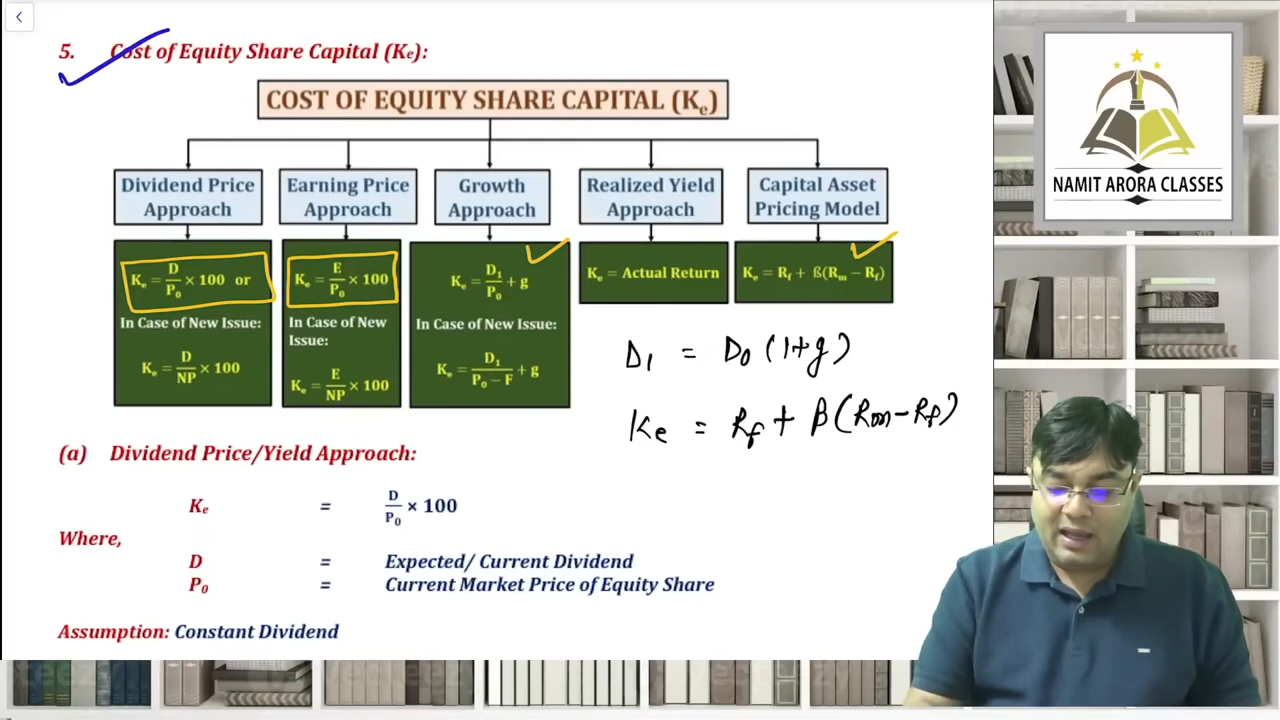 5. Cost of Equity Share Capital (Ke):
COST OF EQUITY SHARE CAPITAL (Ke)
Dividend Price
Approach
Earning Price
Approach
Growth
Approach
Realized Yield
Approach
Capital Asset
Pricing Model
Ke = D/P0 × 100 or
In Case of New Issue:
Ke = D/NP × 100
Ke = E/P0 × 100
In Case of New
Issue:
Ke = E/NP × 100
Ke = D1/P0 + g
In Case of New Issue:
Ke = D1/(P0 − F) + g
Ke = Actual Return
Ke = Rf + ß(Rm − Rf)
D1 = D0 (1+g)
Ke = Rf + β(Rm−Rf)
(a) Dividend Price/Yield Approach:
Ke = D/P0 × 100
Where,
D = Expected/ Current Dividend
P0 = Current Market Price of Equity Share
Assumption: Constant Dividend
NAMIT ARORA CLASSES